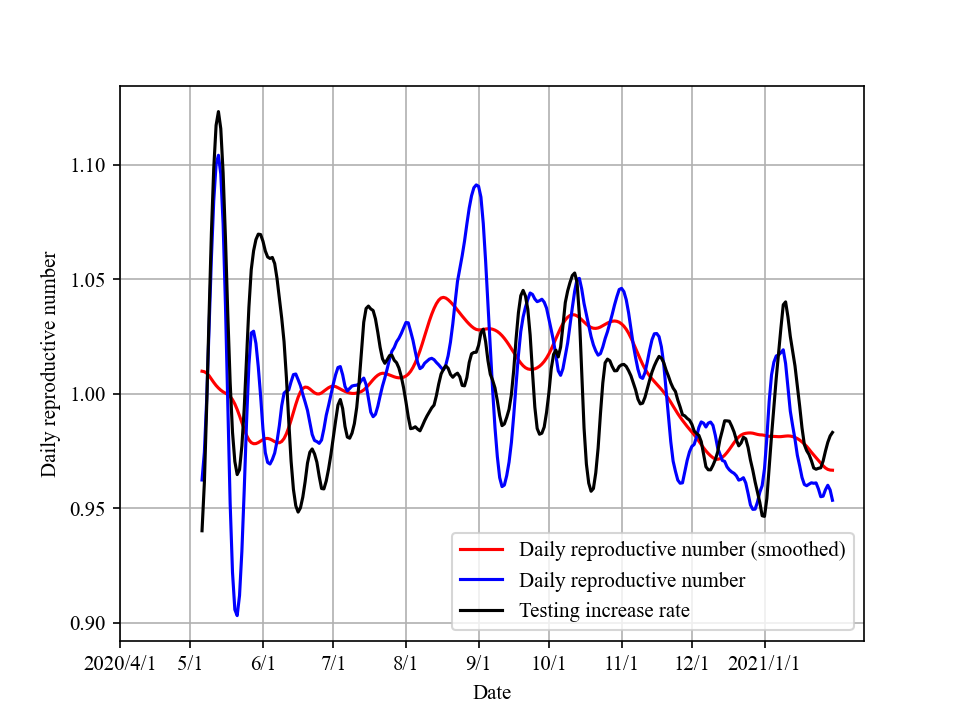 1.10
1.05
1.00
0.95
0.90
Daily reproductive number
Daily reproductive number (smoothed)
Daily reproductive number
Testing increase rate
2020/4/1 5/1 6/1 7/1 8/1 9/1 10/1 11/1 12/1 2021/1/1
Date